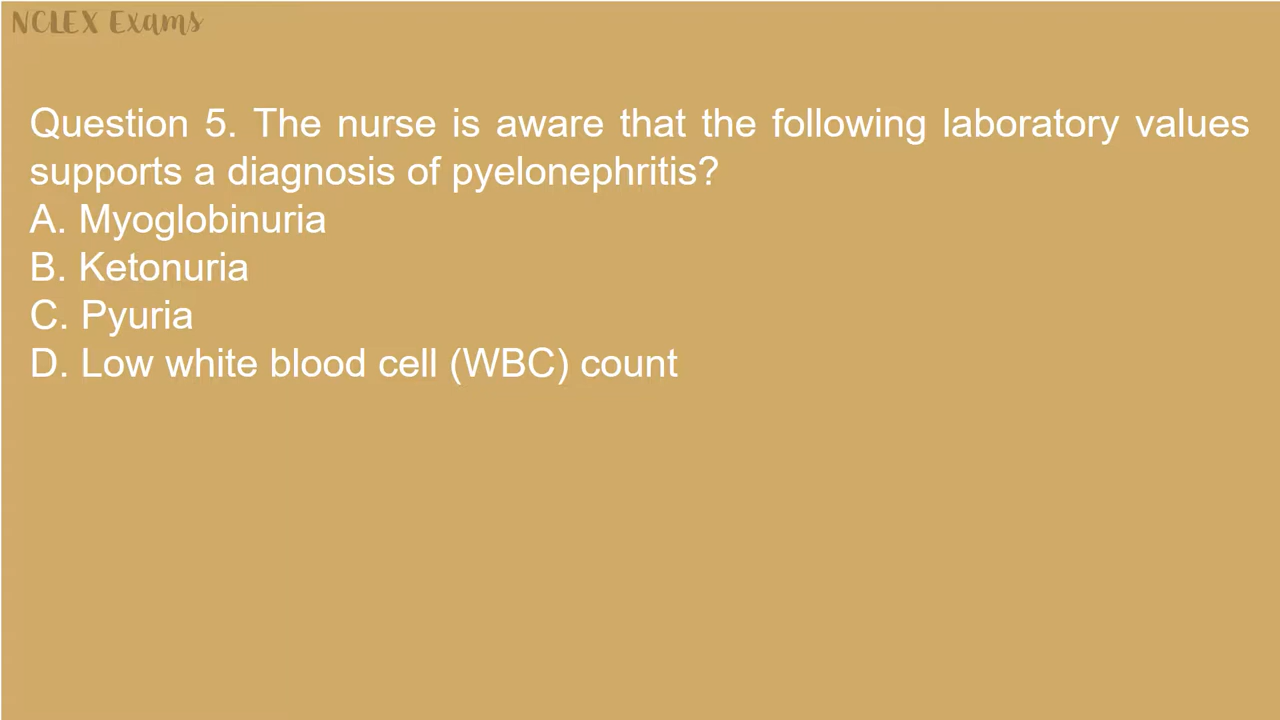 NCLEX Exams
Question 5. The nurse is aware that the following laboratory values
supports a diagnosis of pyelonephritis?
A. Myoglobinuria
B. Ketonuria
C. Pyuria
D. Low white blood cell (WBC) count